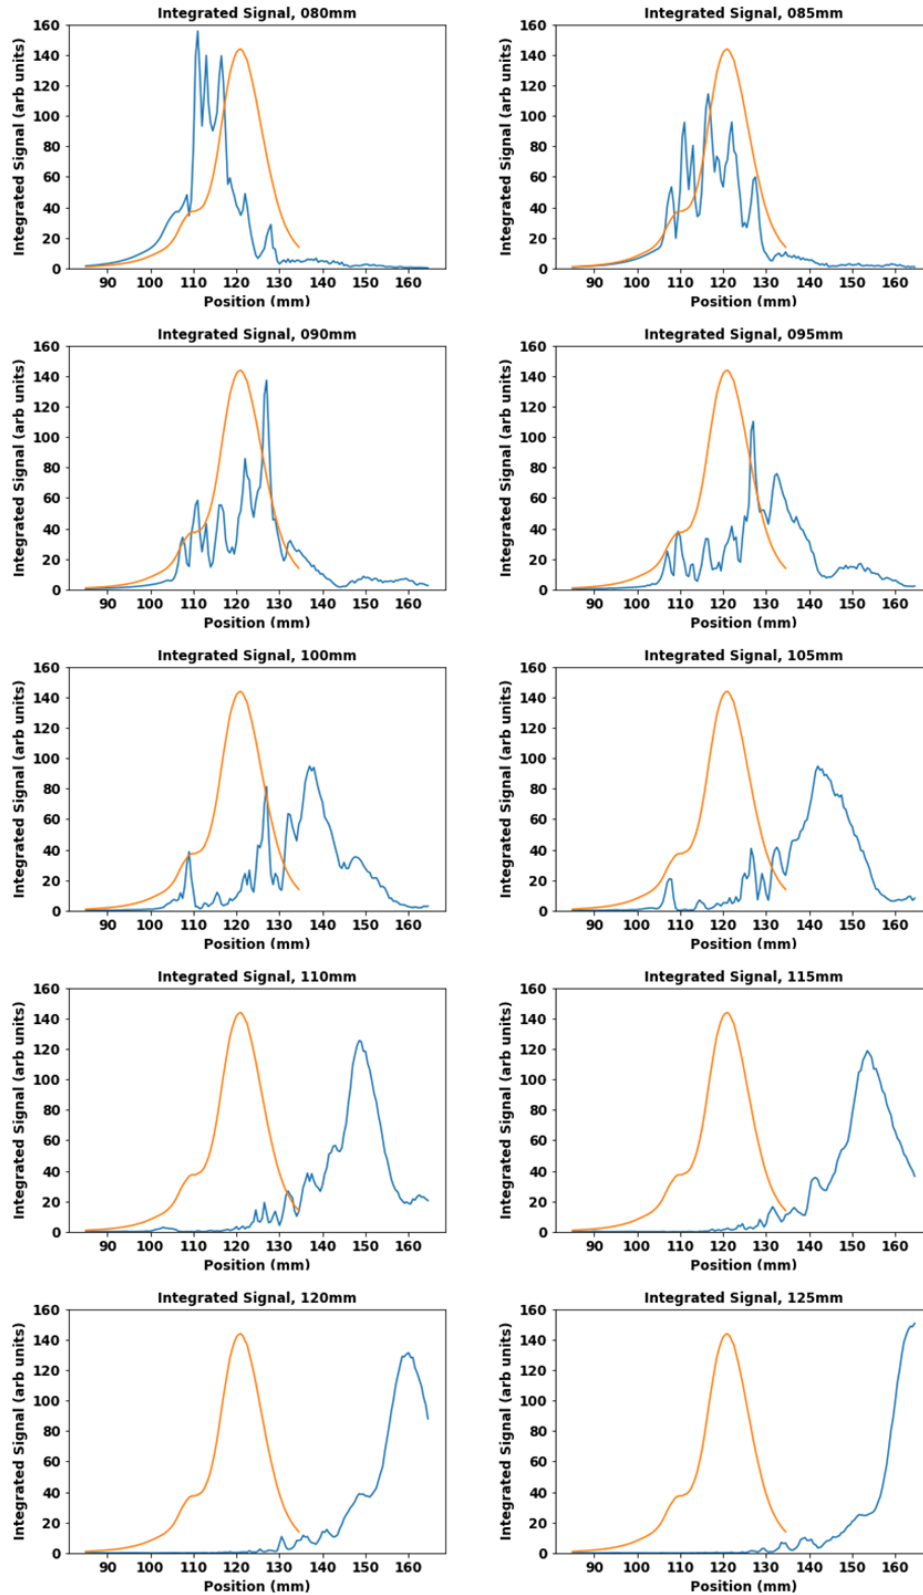 Integrated Signal, 080mm
Integrated Signal (arb units)
160
140
120
100
80
60
40
20
0
90 100 110 120 130 140 150 160
Position (mm)
Integrated Signal, 085mm
Integrated Signal (arb units)
160
140
120
100
80
60
40
20
0
90 100 110 120 130 140 150 160
Position (mm)
Integrated Signal, 090mm
Integrated Signal (arb units)
160
140
120
100
80
60
40
20
0
90 100 110 120 130 140 150 160
Position (mm)
Integrated Signal, 095mm
Integrated Signal (arb units)
160
140
120
100
80
60
40
20
0
90 100 110 120 130 140 150 160
Position (mm)
Integrated Signal, 100mm
Integrated Signal (arb units)
160
140
120
100
80
60
40
20
0
90 100 110 120 130 140 150 160
Position (mm)
Integrated Signal, 105mm
Integrated Signal (arb units)
160
140
120
100
80
60
40
20
0
90 100 110 120 130 140 150 160
Position (mm)
Integrated Signal, 110mm
Integrated Signal (arb units)
160
140
120
100
80
60
40
20
0
90 100 110 120 130 140 150 160
Position (mm)
Integrated Signal, 115mm
Integrated Signal (arb units)
160
140
120
100
80
60
40
20
0
90 100 110 120 130 140 150 160
Position (mm)
Integrated Signal, 120mm
Integrated Signal (arb units)
160
140
120
100
80
60
40
20
0
90 100 110 120 130 140 150 160
Position (mm)
Integrated Signal, 125mm
Integrated Signal (arb units)
160
140
120
100
80
60
40
20
0
90 100 110 120 130 140 150 160
Position (mm)